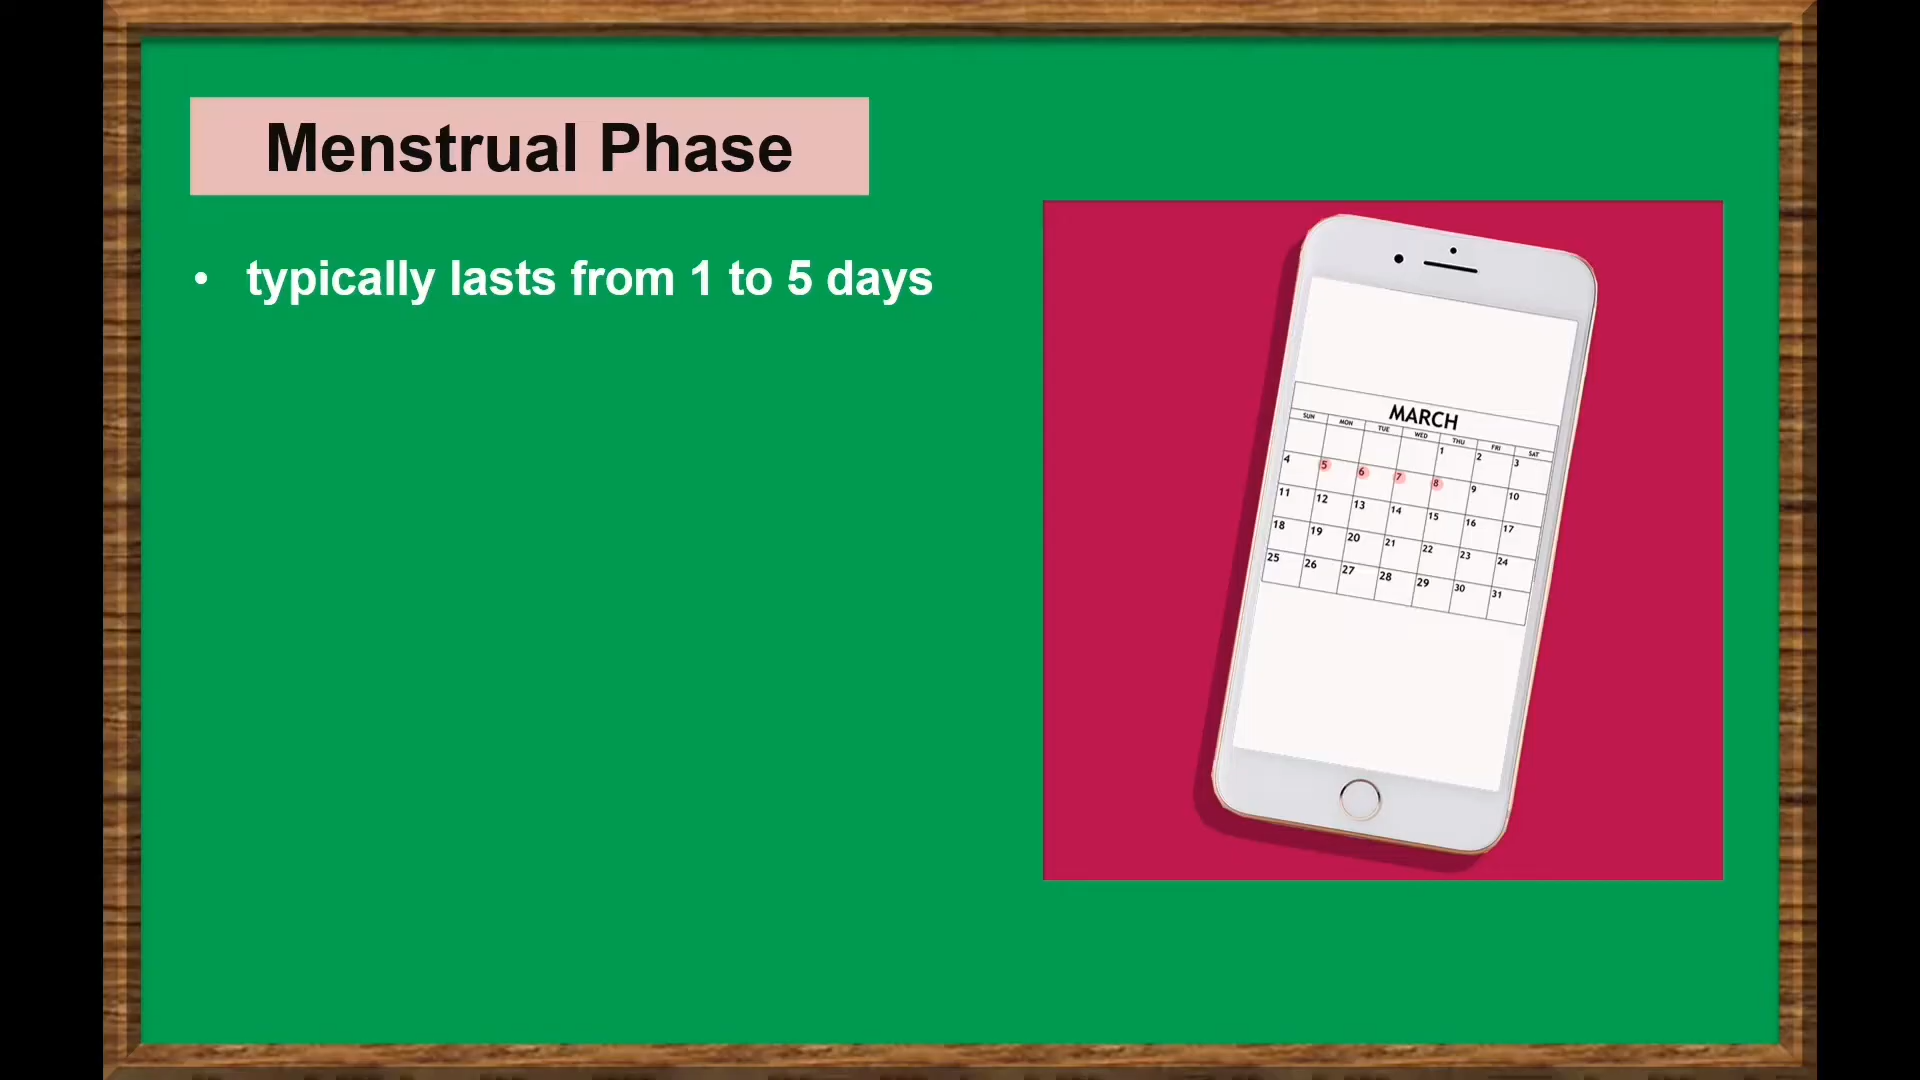 Menstrual Phase
• typically lasts from 1 to 5 days
MARCH
SUN MON TUE WED THU FRI SAT
1 2 3
4 5 6 7 8 9 10
11 12 13 14 15 16 17
18 19 20 21 22 23 24
25 26 27 28 29 30 31